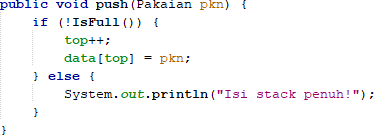 public void push(Pakaian pkn) {
if (!IsFull()) {
top++;
data[top] = pkn;
} else {
System.out.println("Isi stack penuh!");
}
}